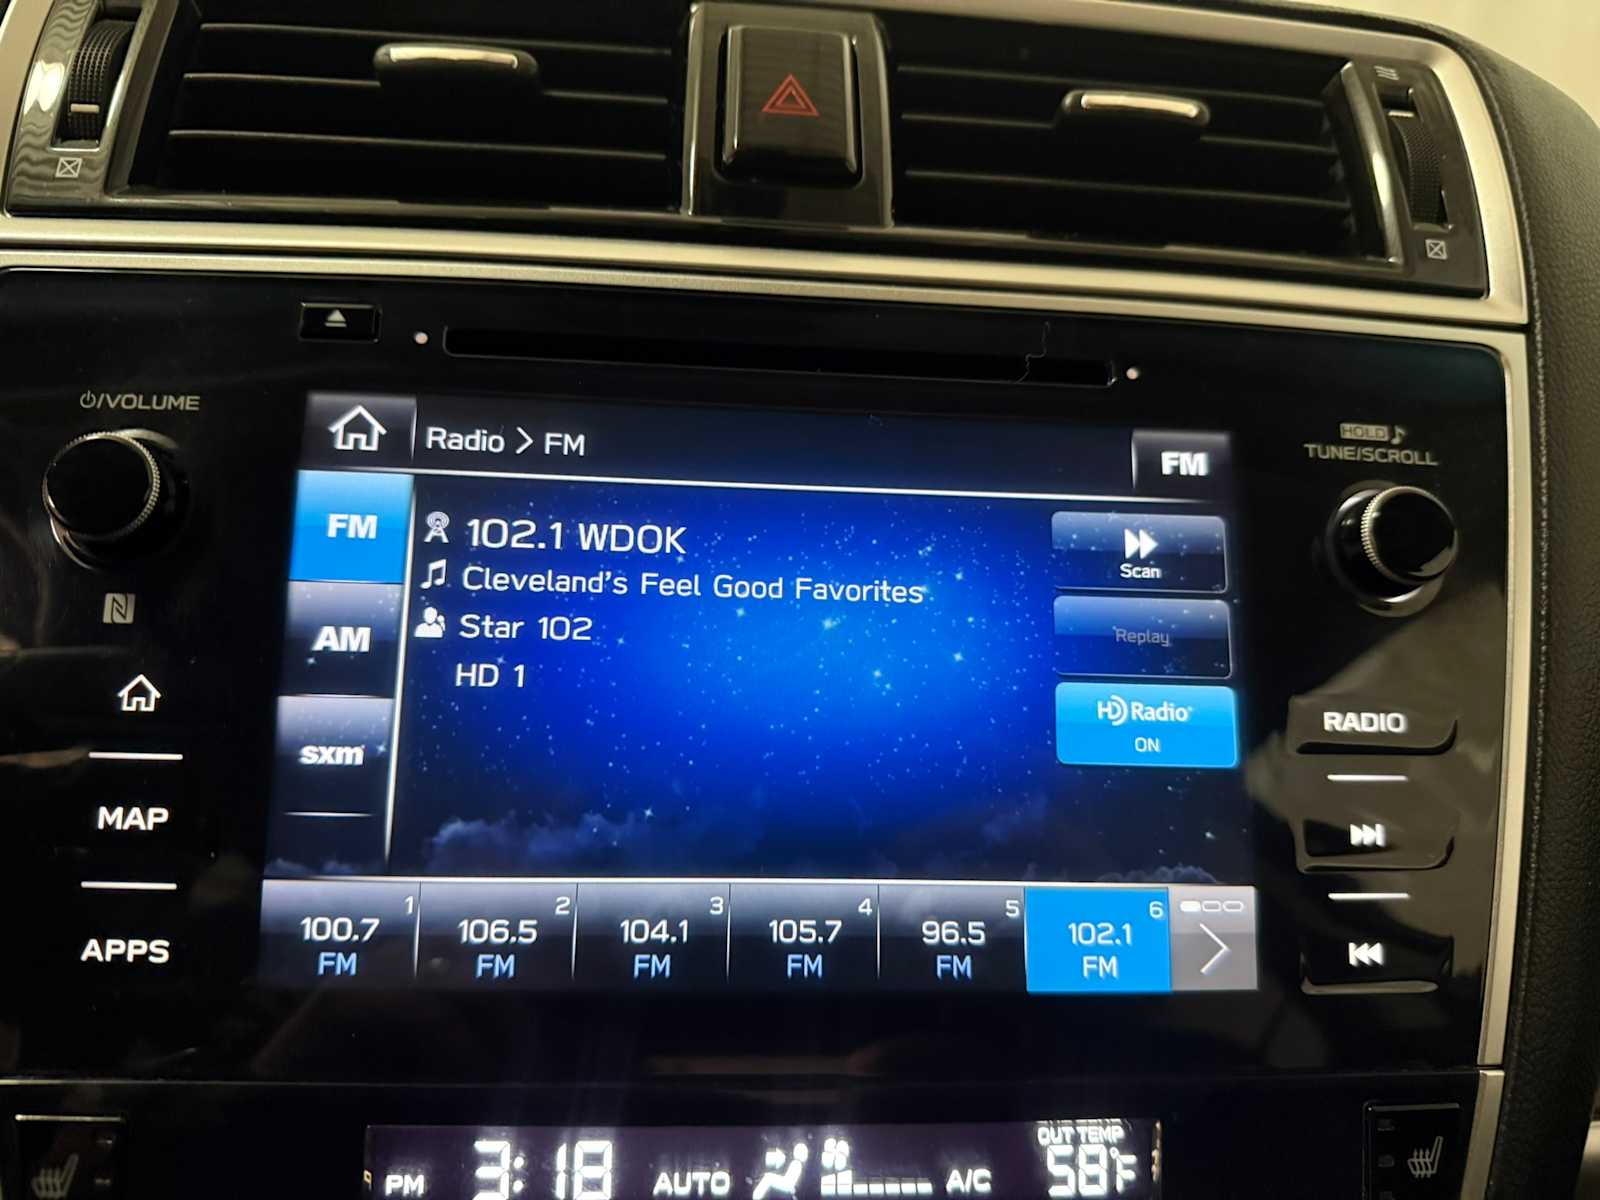 ⏻/VOLUME
HOLD
TUNE/SCROLL
Radio > FM
FM
FM
102.1 WDOK
Scan
Cleveland's Feel Good Favorites
AM
Star 102
Replay
HD 1
HD Radio
ON
sxm
RADIO
MAP
APPS
1 2 3 4 5 6
100.7 106.5 104.1 105.7 96.5 102.1
FM FM FM FM FM FM
OUT TEMP
PM 3:18 AUTO A/C 58°F